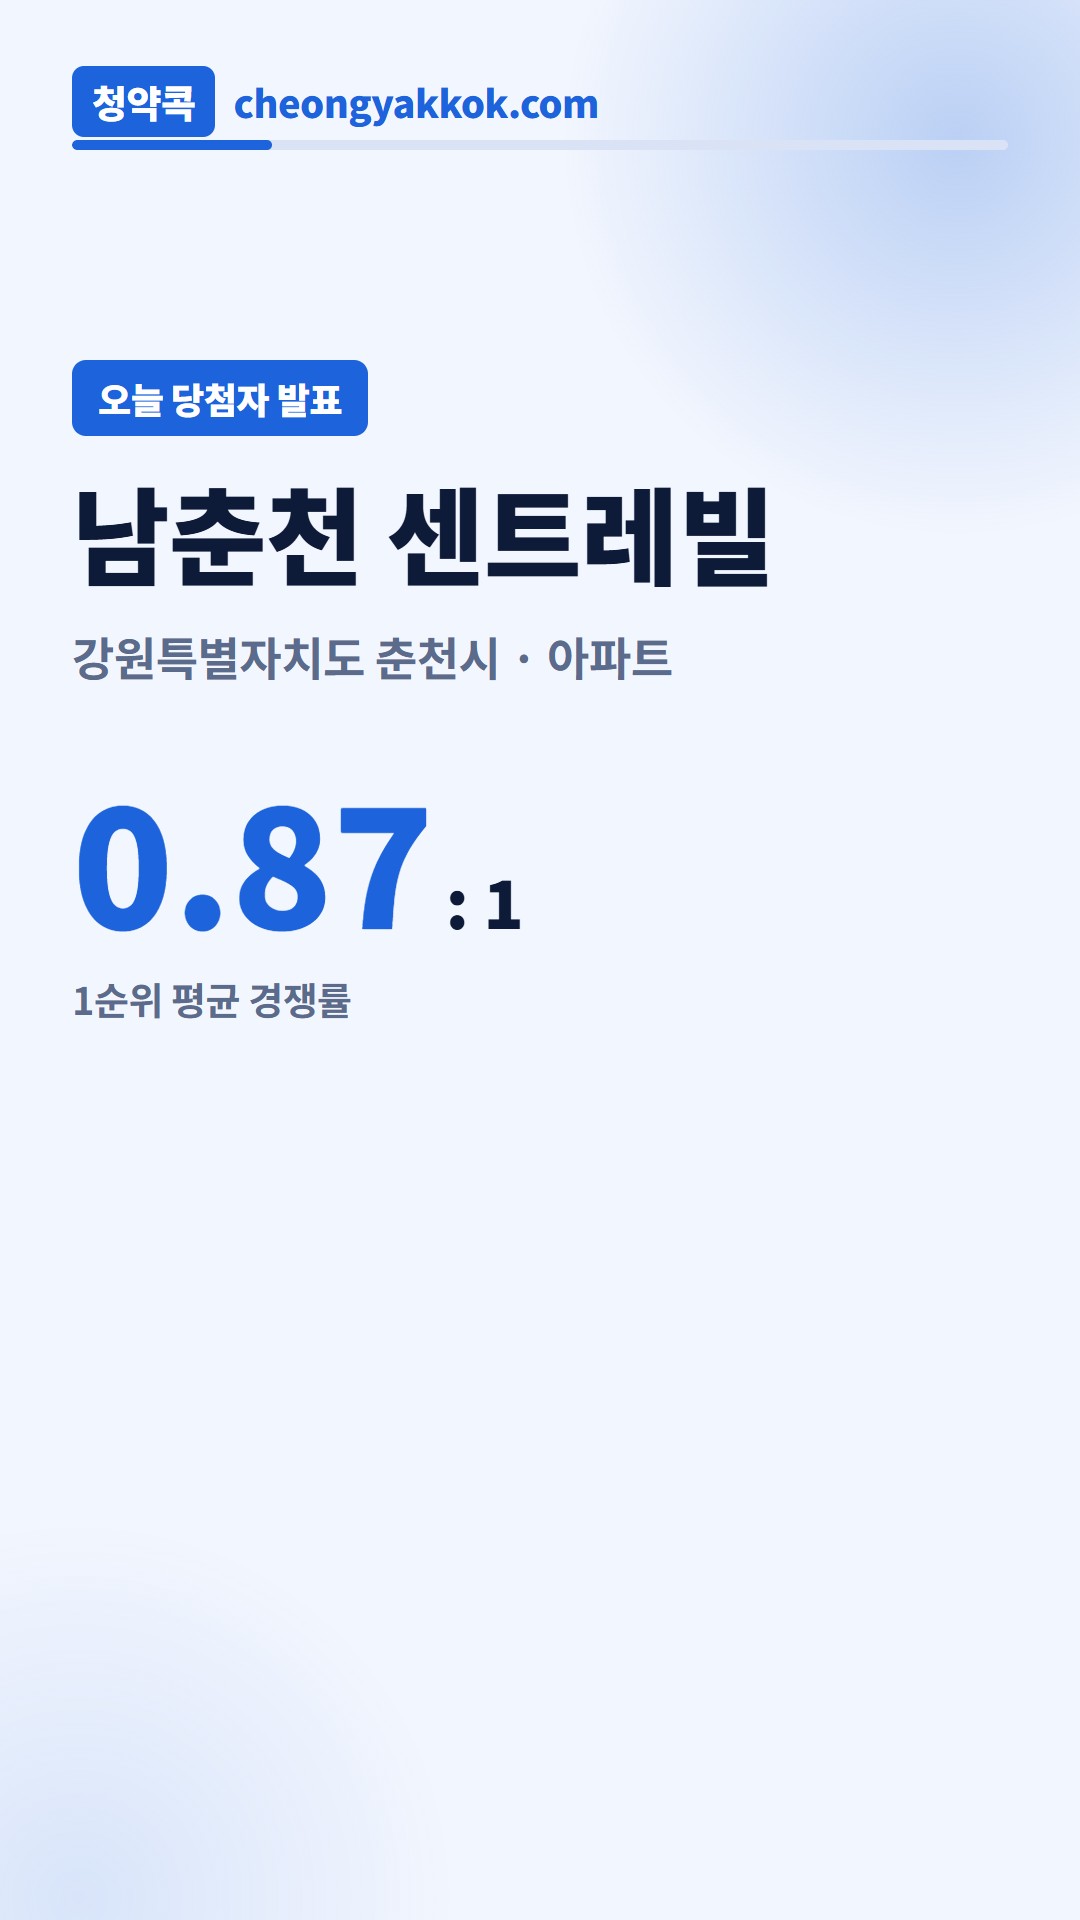 청약콕 cheongyakkok.com
오늘 당첨자 발표
남춘천 센트레빌
강원특별자치도 춘천시 · 아파트
0.87 : 1
1순위 평균 경쟁률